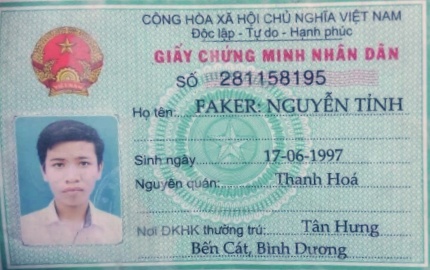 CỘNG HÒA XÃ HỘI CHỦ NGHĨA VIỆT NAM
Độc lập - Tự do - Hạnh phúc
GIẤY CHỨNG MINH NHÂN DÂN
SỐ 281158195
Họ tên FAKER: NGUYỄN TỈNH
Sinh ngày 17-06-1997
Nguyên quán: Thanh Hoá
Nơi ĐKHK thường trú: Tân Hưng
Bến Cát, Bình Dương